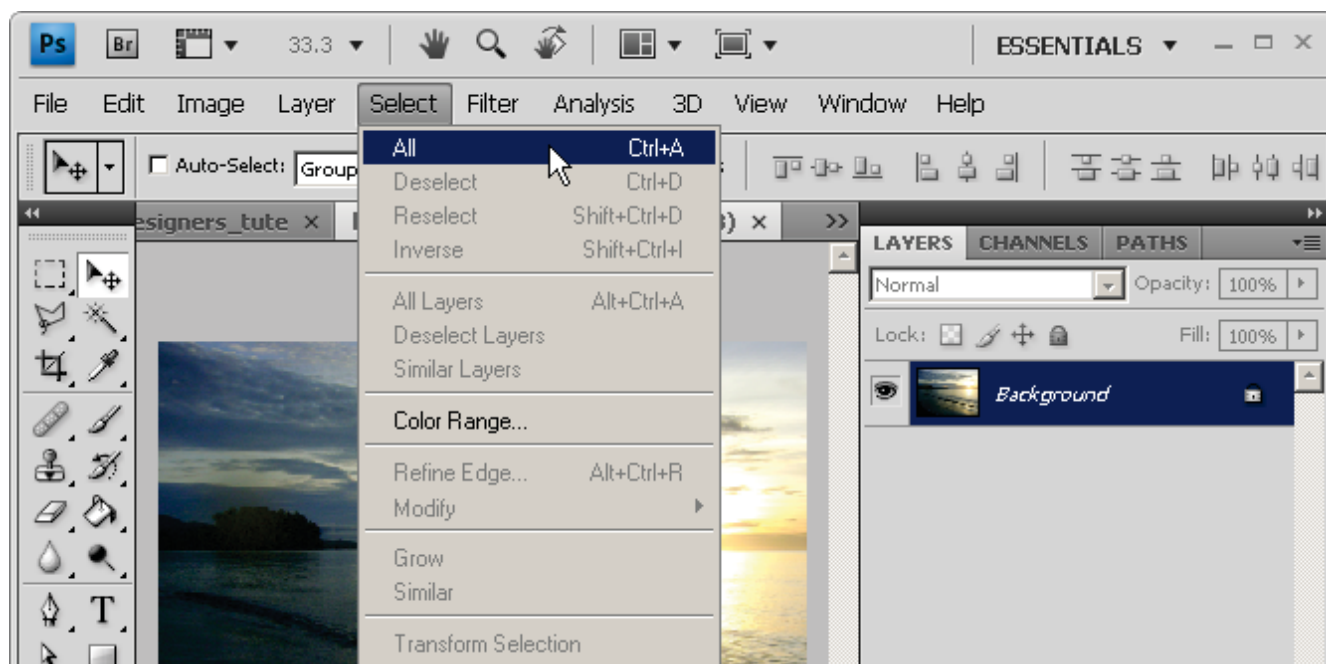 Ps Br 33.3 ESSENTIALS
File Edit Image Layer Select Filter Analysis 3D View Window Help
Auto-Select: Group
esigners_tute × ) × >>
All Ctrl+A
Deselect Ctrl+D
Reselect Shift+Ctrl+D
Inverse Shift+Ctrl+I
All Layers Alt+Ctrl+A
Deselect Layers
Similar Layers
Color Range...
Refine Edge... Alt+Ctrl+R
Modify
Grow
Similar
Transform Selection
LAYERS CHANNELS PATHS
Normal Opacity: 100%
Lock: Fill: 100%
Background
T